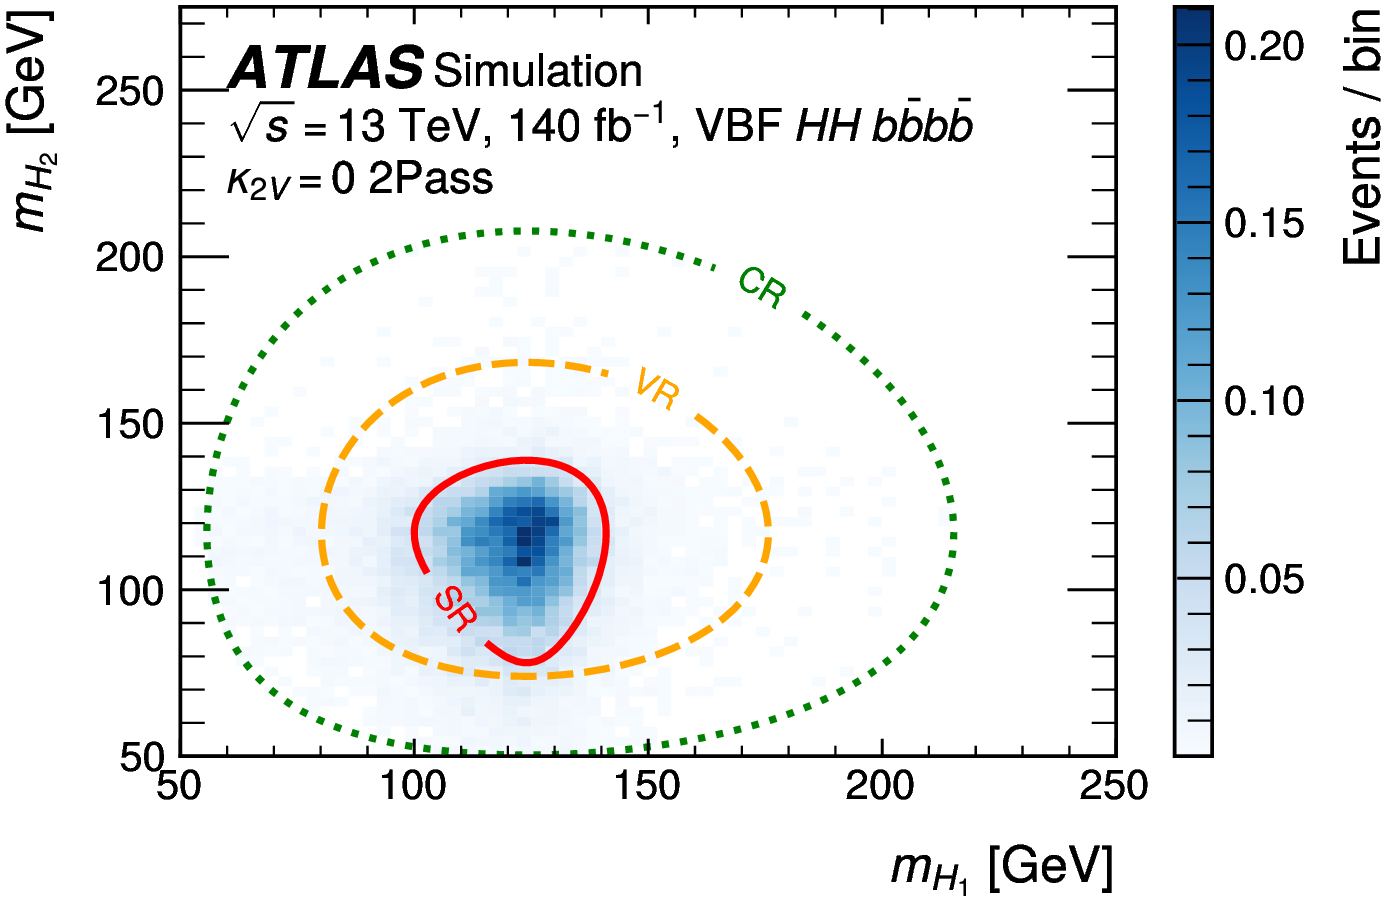 ATLAS Simulation
√s = 13 TeV, 140 fb⁻¹, VBF HH bb̄bb̄
κ₂V = 0 2Pass
m_H₂ [GeV]
250
200
150
100
50
CR
VR
SR
50 100 150 200 250
m_H₁ [GeV]
0.20
0.15
0.10
0.05
Events / bin